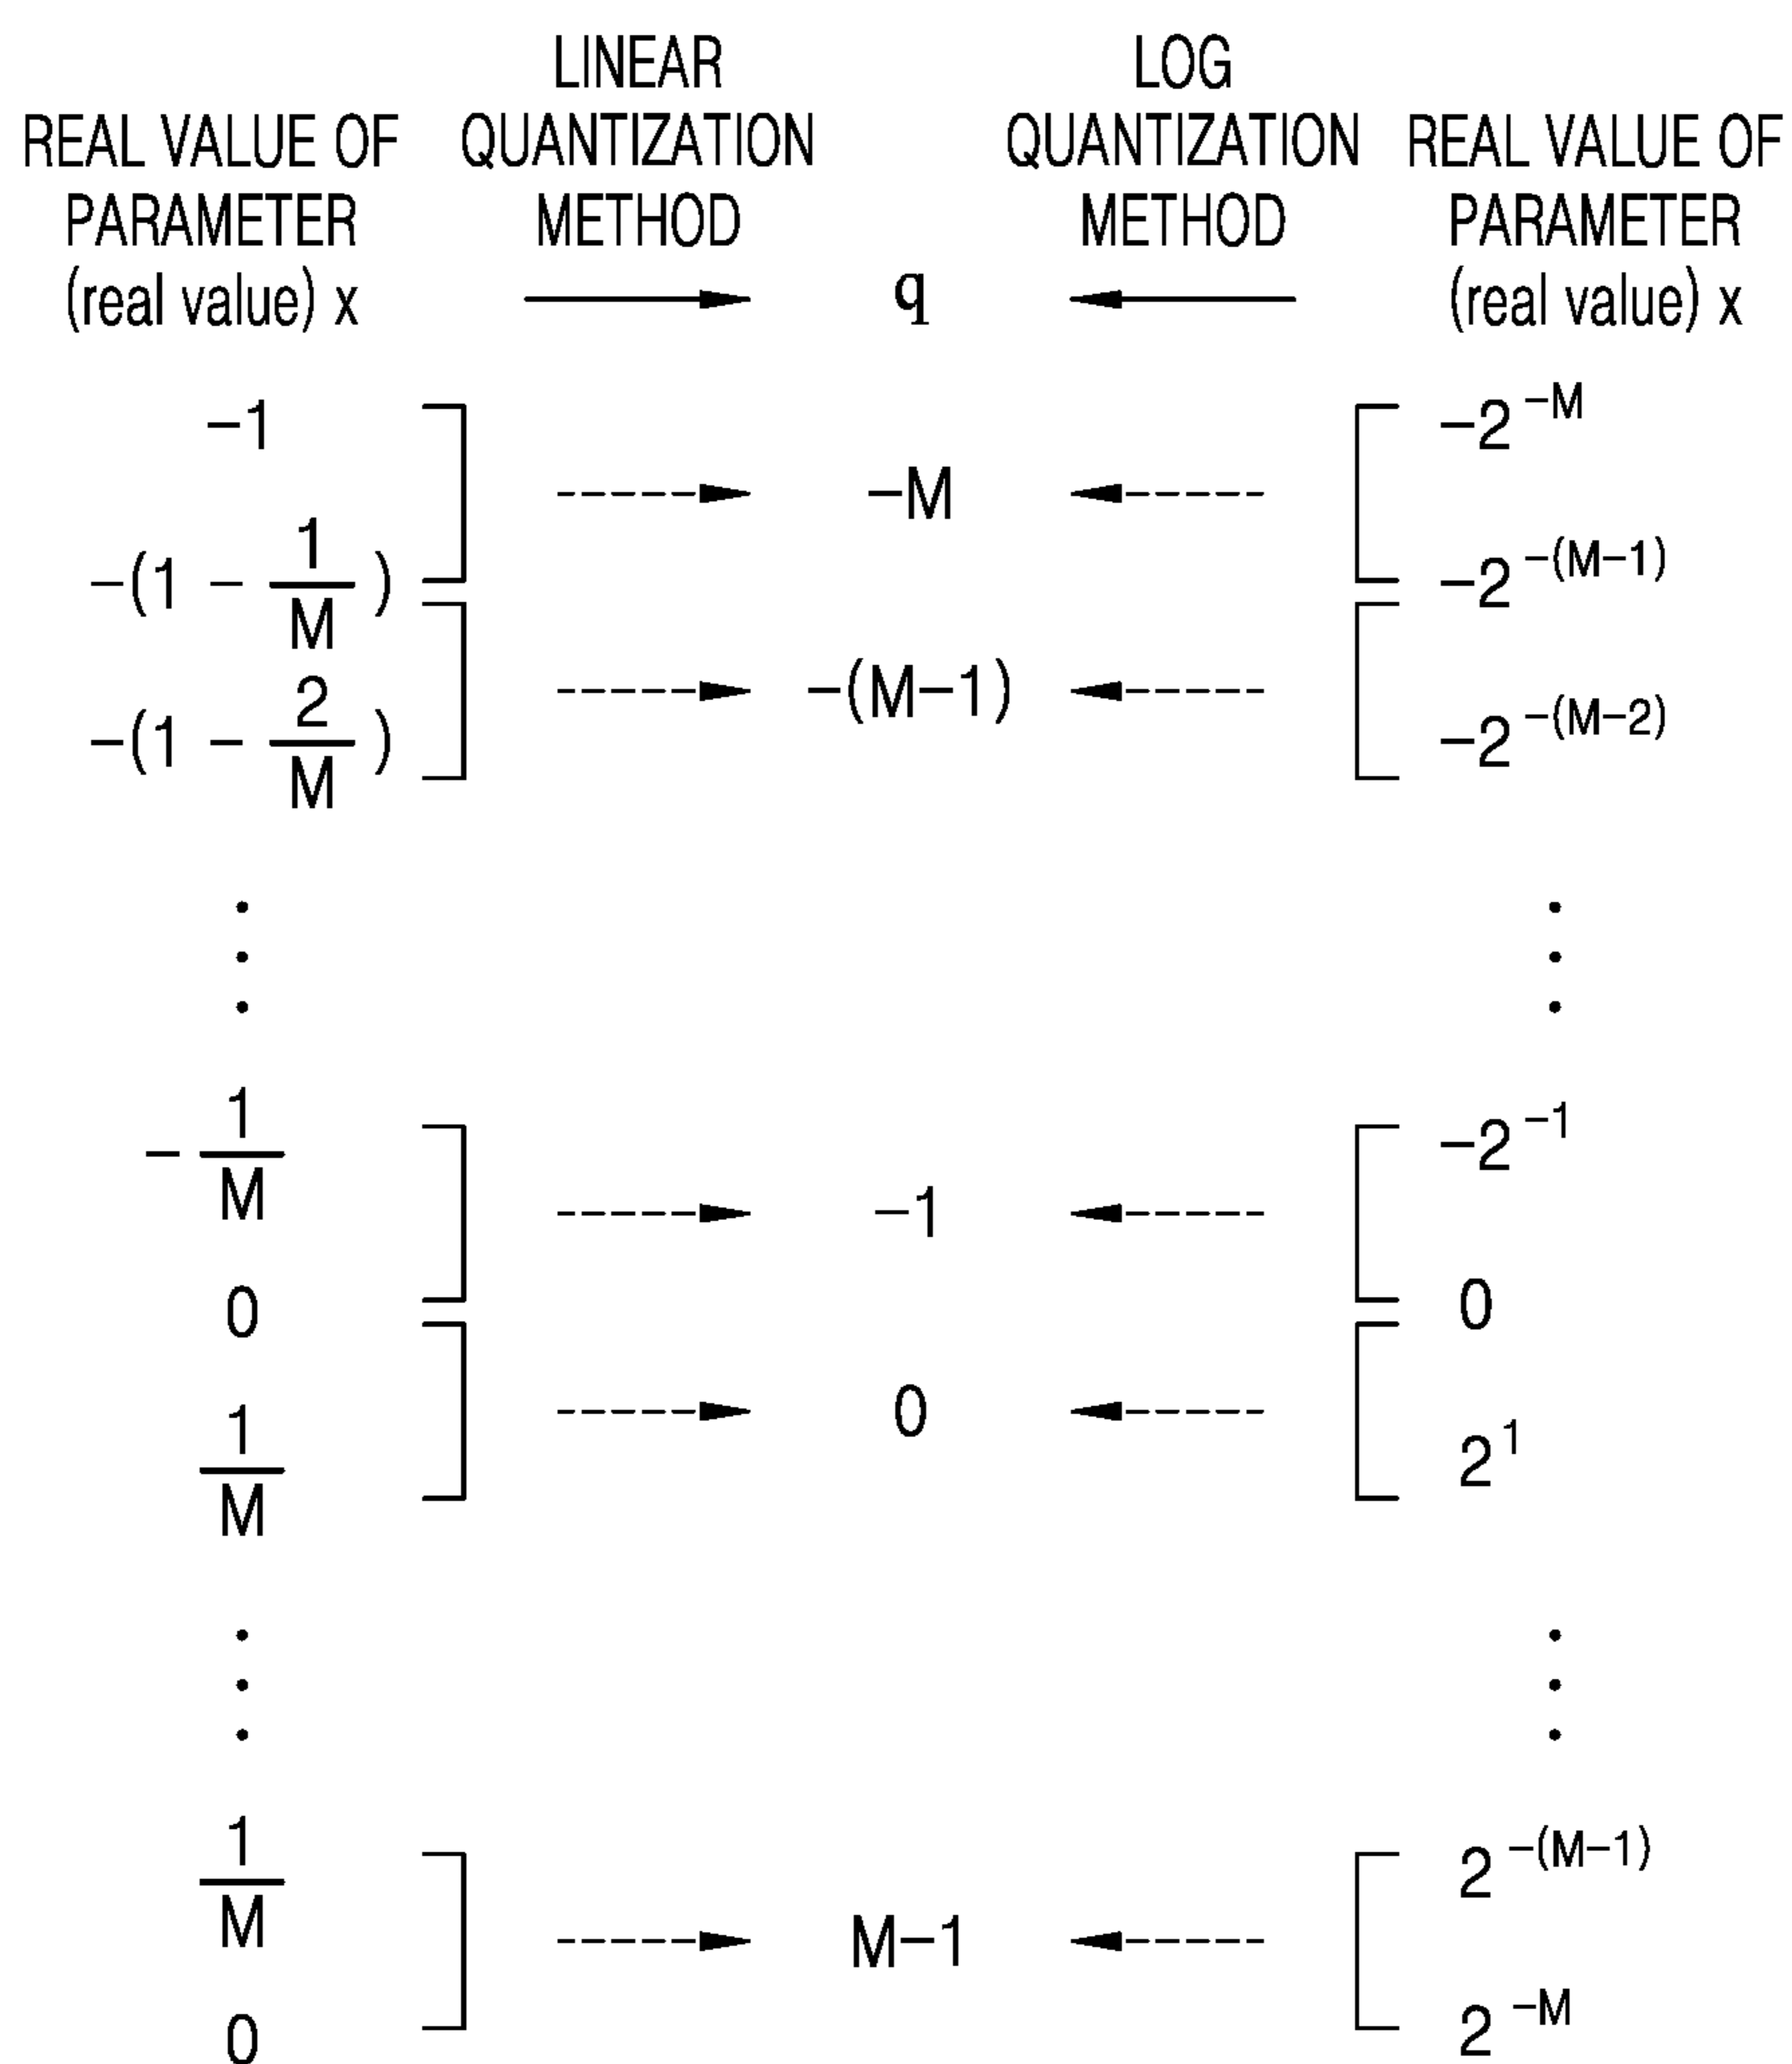 REAL VALUE OF PARAMETER (real value) x
LINEAR QUANTIZATION METHOD
q
LOG QUANTIZATION METHOD
REAL VALUE OF PARAMETER (real value) x
-1
-M
-2^-M
-(1 - 1/M)
-2^-(M-1)
-(M-1)
-(1 - 2/M)
-2^-(M-2)
- 1/M
-2^-1
-1
0
0
0
1/M
2^1
1/M
2^-(M-1)
M-1
0
2^-M